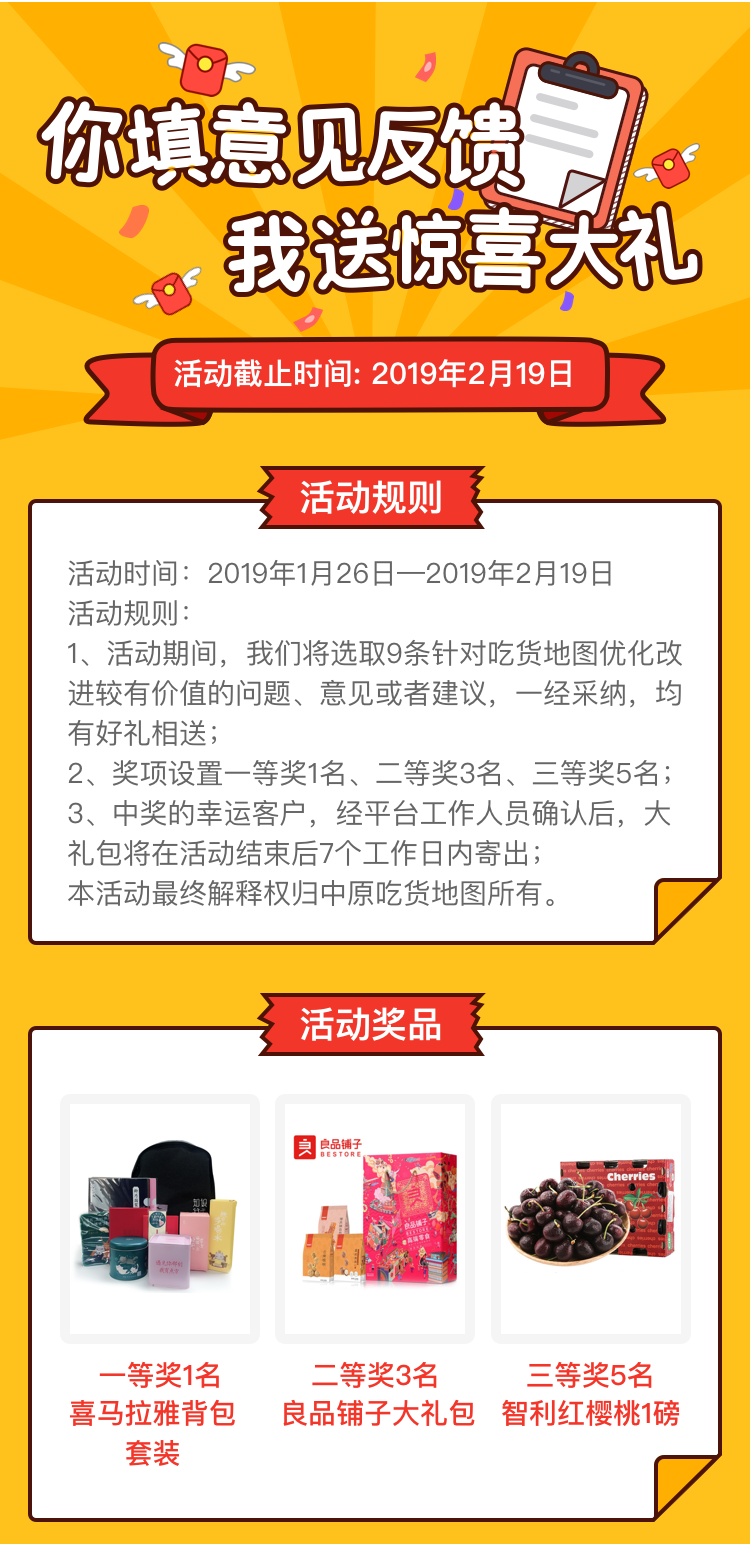 你填意见反馈
我送惊喜大礼
活动截止时间: 2019年2月19日
活动规则
活动时间：2019年1月26日—2019年2月19日
活动规则：
1、活动期间，我们将选取9条针对吃货地图优化改
进较有价值的问题、意见或者建议，一经采纳，均
有好礼相送；
2、奖项设置一等奖1名、二等奖3名、三等奖5名；
3、中奖的幸运客户，经平台工作人员确认后，大
礼包将在活动结束后7个工作日内寄出；
本活动最终解释权归中原吃货地图所有。
活动奖品
良品铺子
BESTORE
良品铺子
Cherries
一等奖1名
喜马拉雅背包
套装
二等奖3名
良品铺子大礼包
三等奖5名
智利红樱桃1磅